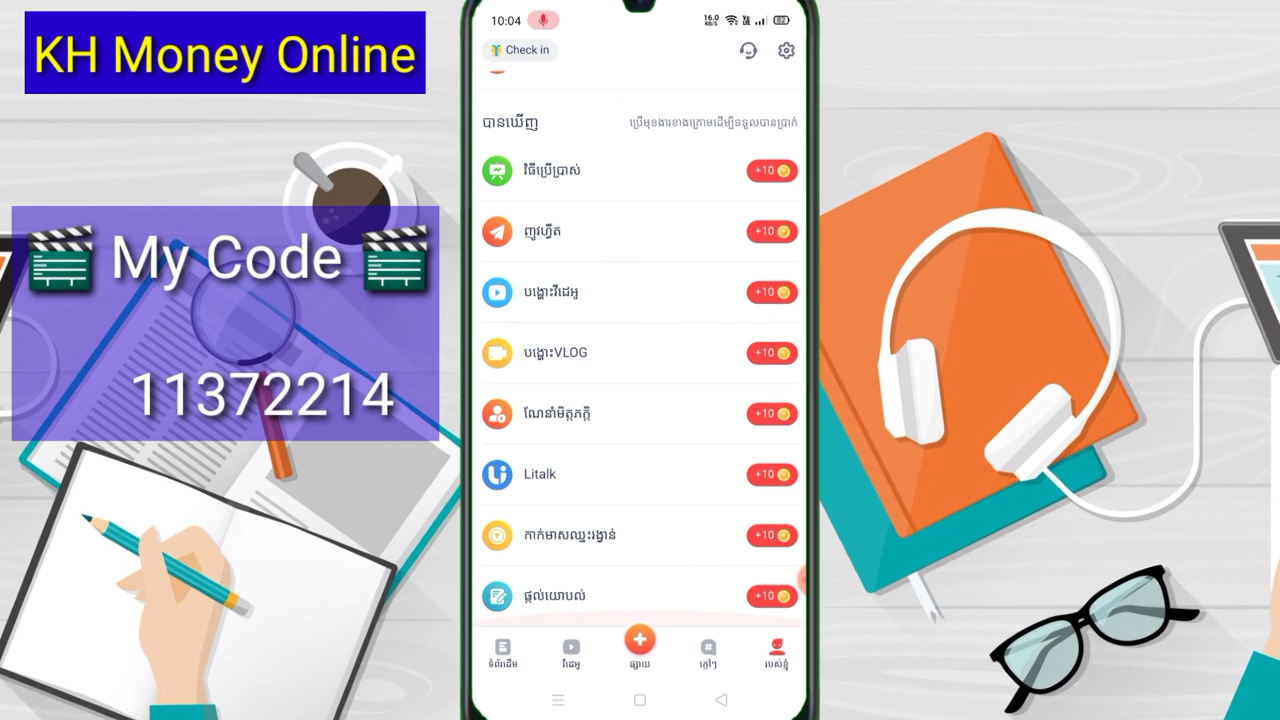 KH Money Online
My Code
11372214
10:04
16.0
KB/S
Check in
បានឃើញ
ប្រើមុខងារខាងក្រោមដើម្បីទទួលបានប្រាក់
វិធីប្រើប្រាស់ +10
ញូវហ្វីត +10
បង្ហោះវីដេអូ +10
បង្ហោះVLOG +10
ណែនាំមិត្តភក្តិ +10
Litalk +10
កាក់មាសឈ្នះរង្វាន់ +10
ផ្តល់យោបល់ +10
ទំព័រដើម វីដេអូ ផ្សាយ ក្តៅៗ របស់ខ្ញុំ